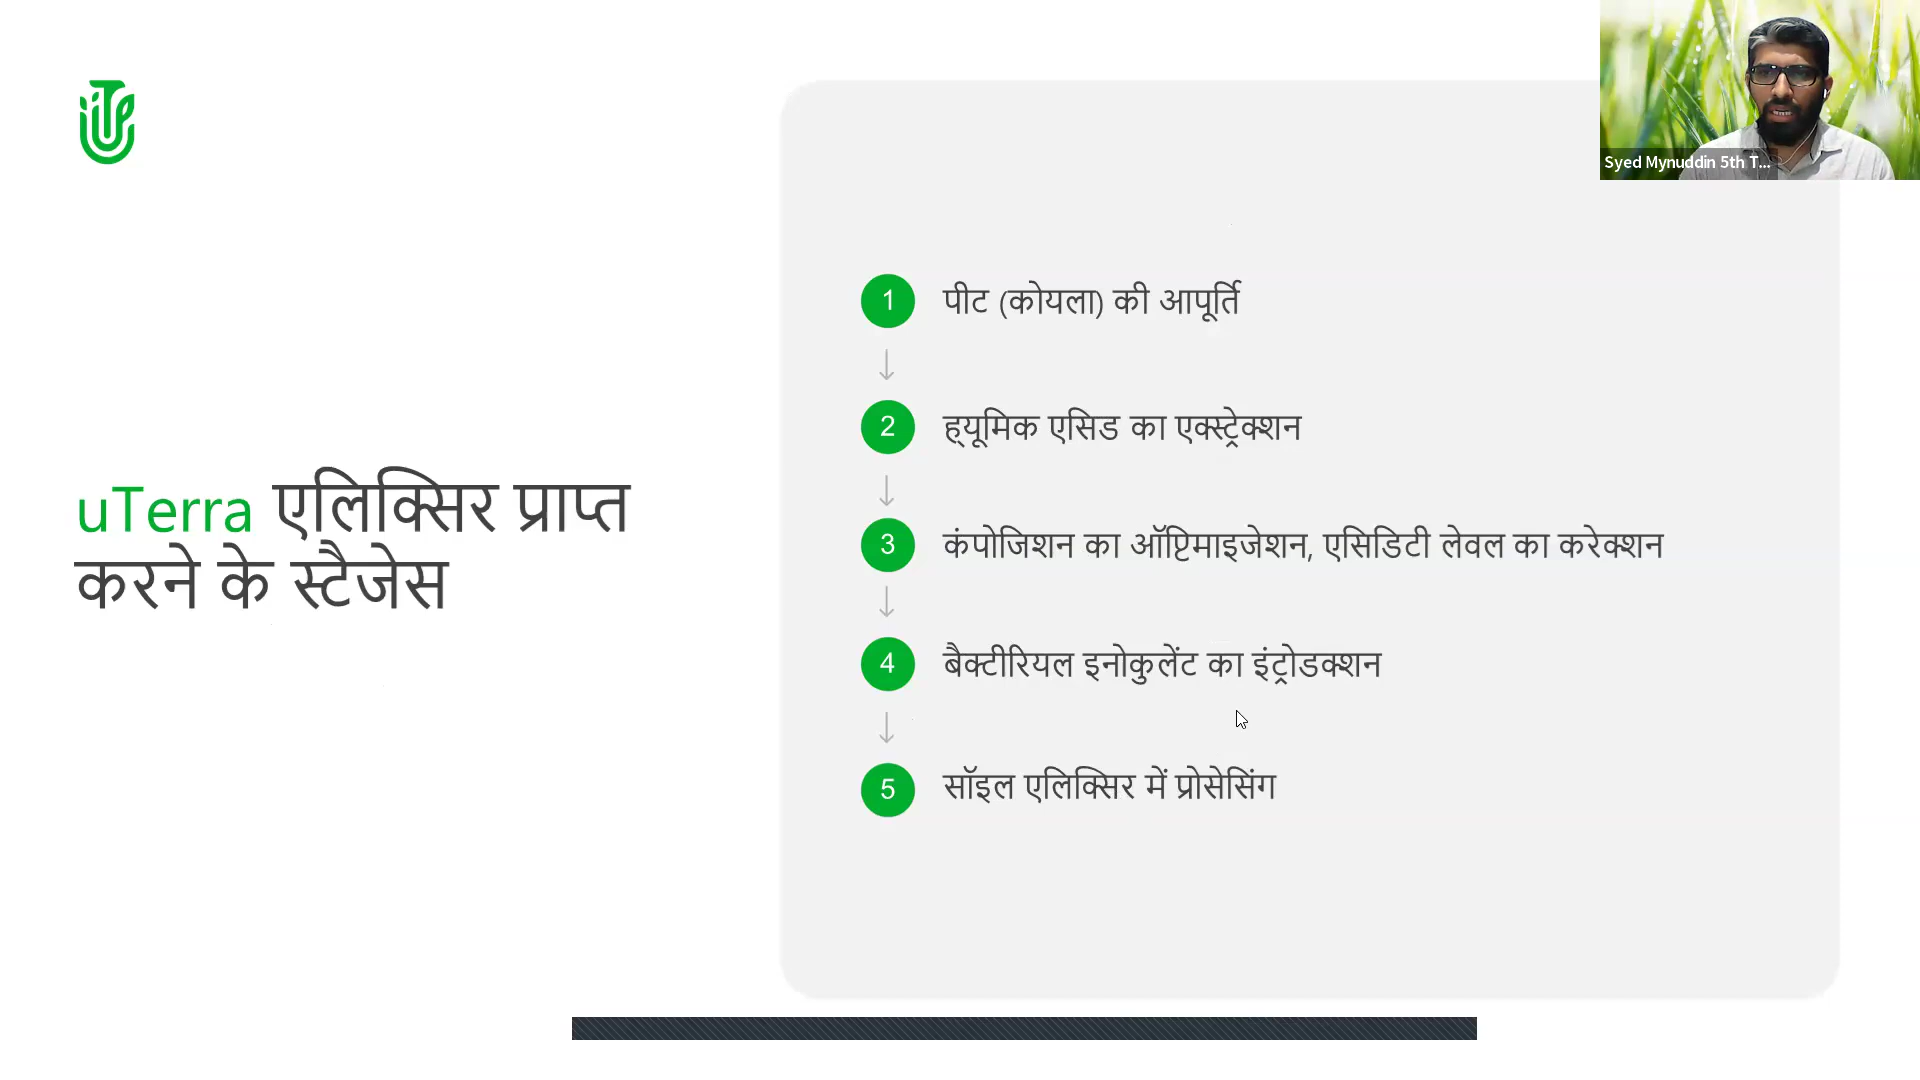 Syed Mynuddin 5th T...
uTerra एलिक्सिर प्राप्त
करने के स्टैजेस
1 पीट (कोयला) की आपूर्ति
2 ह्यूमिक एसिड का एक्स्ट्रेक्शन
3 कंपोजिशन का ऑप्टिमाइजेशन, एसिडिटी लेवल का करेक्शन
4 बैक्टीरियल इनोकुलेंट का इंट्रोडक्शन
5 सॉइल एलिक्सिर में प्रोसेसिंग